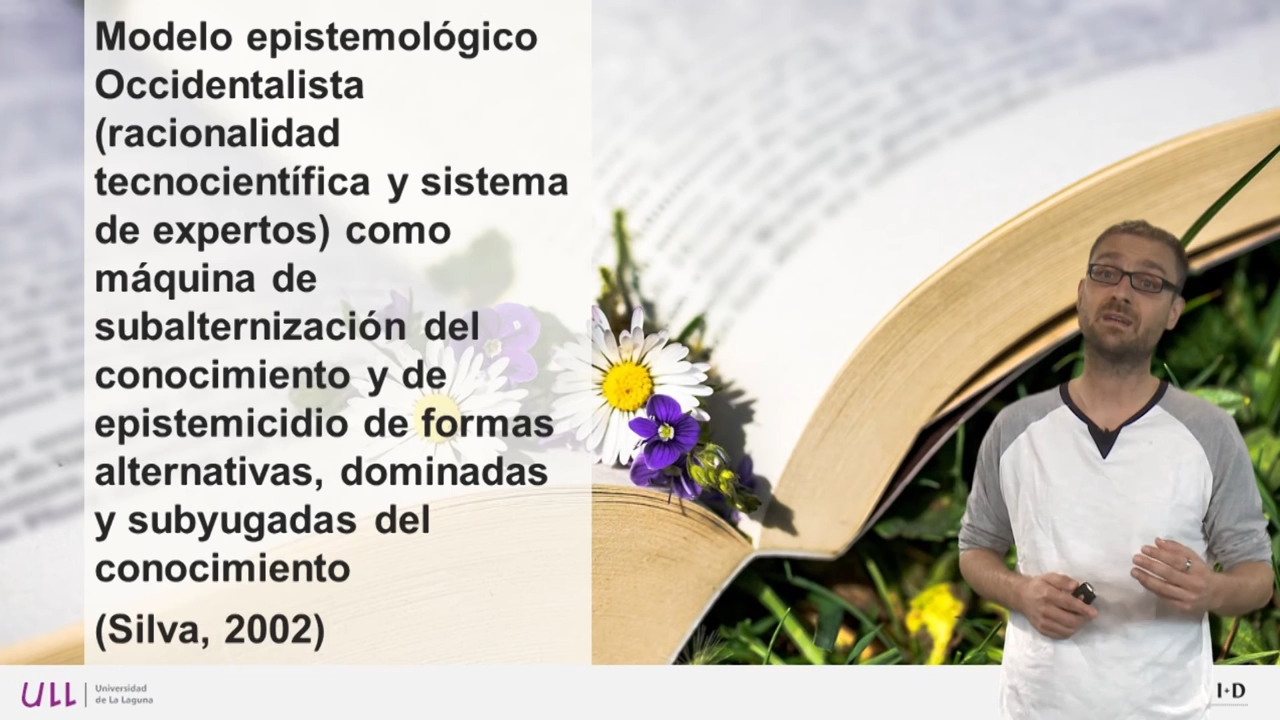 Modelo epistemológico
Occidentalista
(racionalidad
tecnocientífica y sistema
de expertos) como
máquina de
subalternización del
conocimiento y de
epistemicidio de formas
alternativas, dominadas
y subyugadas del
conocimiento
(Silva, 2002)
ULL
Universidad
de La Laguna
I+D